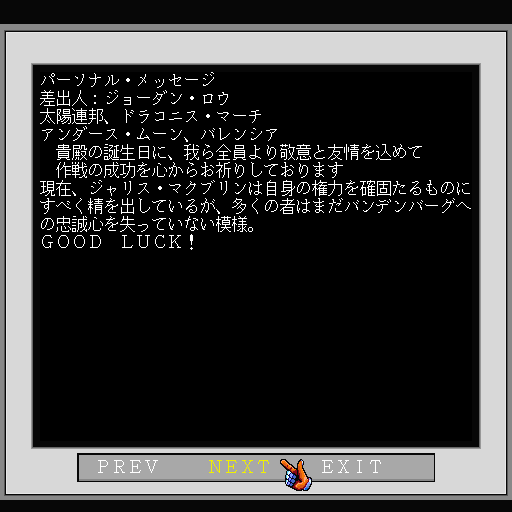 パーソナル・メッセージ
差出人：ジョーダン・ロウ
太陽連邦、ドラコニス・マーチ
アンダース・ムーン、バレンシア
　貴殿の誕生日に、我ら全員より敬意と友情を込めて
　作戦の成功を心からお祈りしております
現在、ジャリス・マクブリンは自身の権力を確固たるものに
すべく精を出しているが、多くの者はまだバンデンバーグへ
の忠誠心を失っていない模様。
ＧＯＯＤ　ＬＵＣＫ！
ＰＲＥＶ　ＮＥＸＴ　ＥＸＩＴ